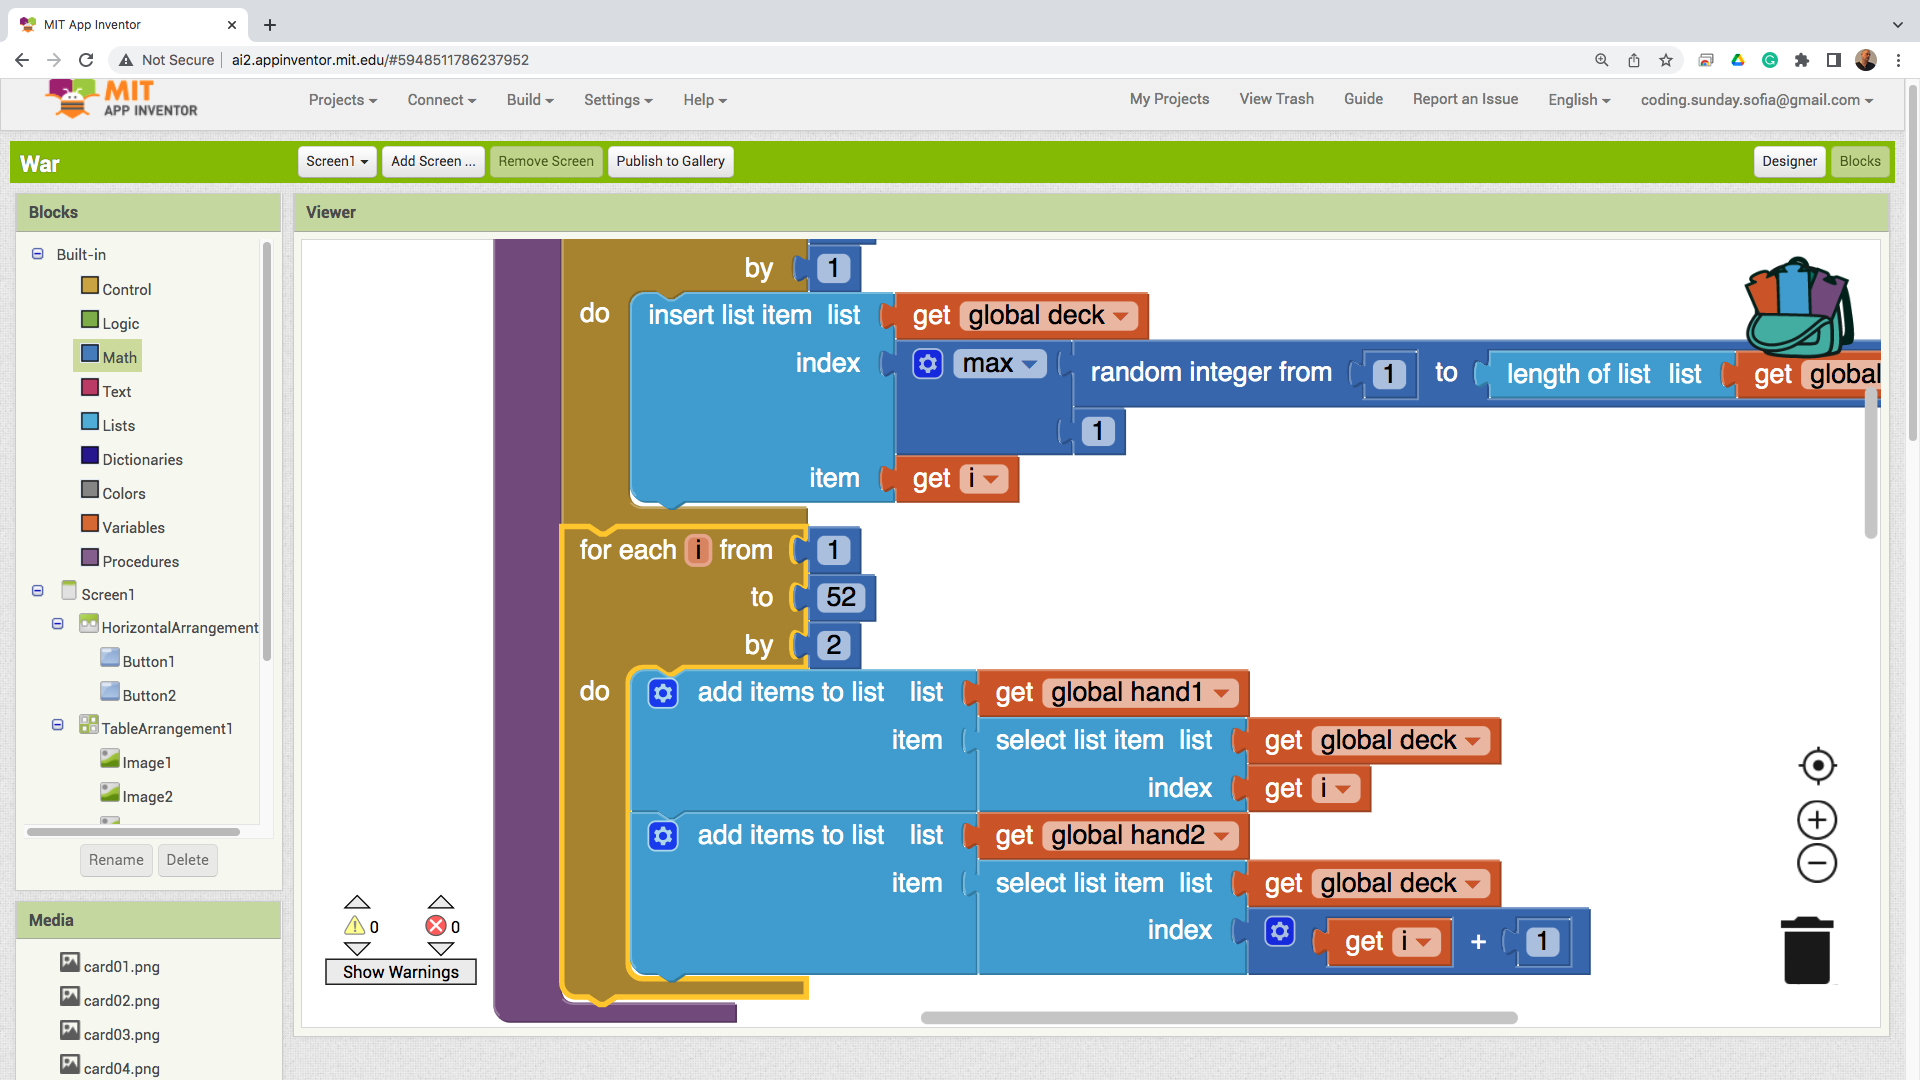 MIT App Inventor
Not Secure
ai2.appinventor.mit.edu/#5948511786237952
MIT
APP INVENTOR
Projects Connect Build Settings Help
My Projects View Trash Guide Report an Issue English coding.sunday.sofia@gmail.com
War
Screen1 Add Screen ... Remove Screen Publish to Gallery
Designer Blocks
Blocks
Built-in
Control
Logic
Math
Text
Lists
Dictionaries
Colors
Variables
Procedures
Screen1
HorizontalArrangement
Button1
Button2
TableArrangement1
Image1
Image2
Rename Delete
Media
card01.png
card02.png
card03.png
card04.png
Viewer
by 1
do insert list item list get global deck
index max random integer from 1 to length of list list get global
1
item get i
for each i from 1
to 52
by 2
do add items to list list get global hand1
item select list item list get global deck
index get i
add items to list list get global hand2
item select list item list get global deck
index get i + 1
0 0
Show Warnings